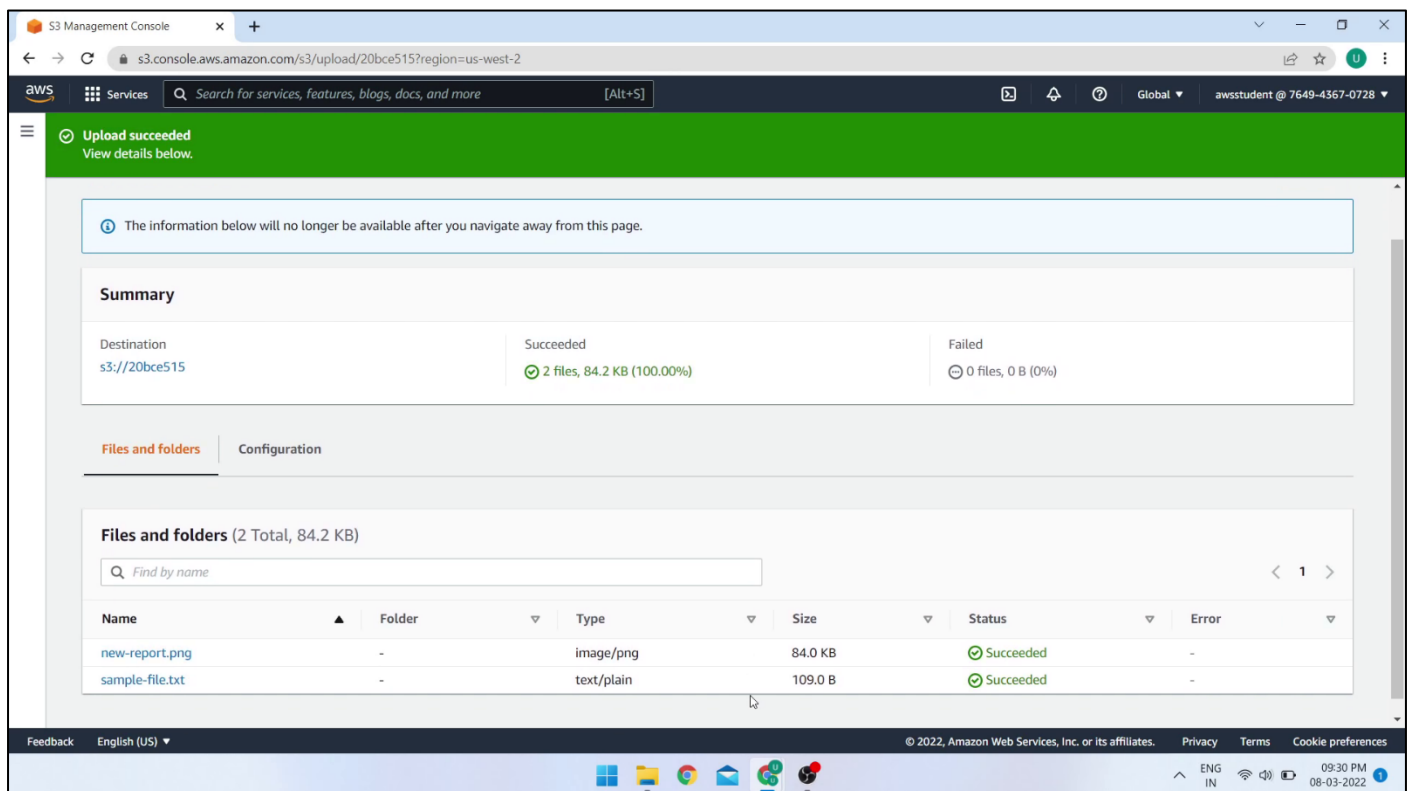 S3 Management Console
s3.console.aws.amazon.com/s3/upload/20bce515?region=us-west-2
U
aws Services Search for services, features, blogs, docs, and more [Alt+S] Global awsstudent @ 7649-4367-0728
Upload succeeded
View details below.
The information below will no longer be available after you navigate away from this page.
Summary
Destination Succeeded Failed
s3://20bce515 2 files, 84.2 KB (100.00%) 0 files, 0 B (0%)
Files and folders Configuration
Files and folders (2 Total, 84.2 KB)
Find by name 1
Name Folder Type Size Status Error
new-report.png - image/png 84.0 KB Succeeded -
sample-file.txt - text/plain 109.0 B Succeeded -
Feedback English (US) © 2022, Amazon Web Services, Inc. or its affiliates. Privacy Terms Cookie preferences
ENG 09:30 PM
IN 08-03-2022 1